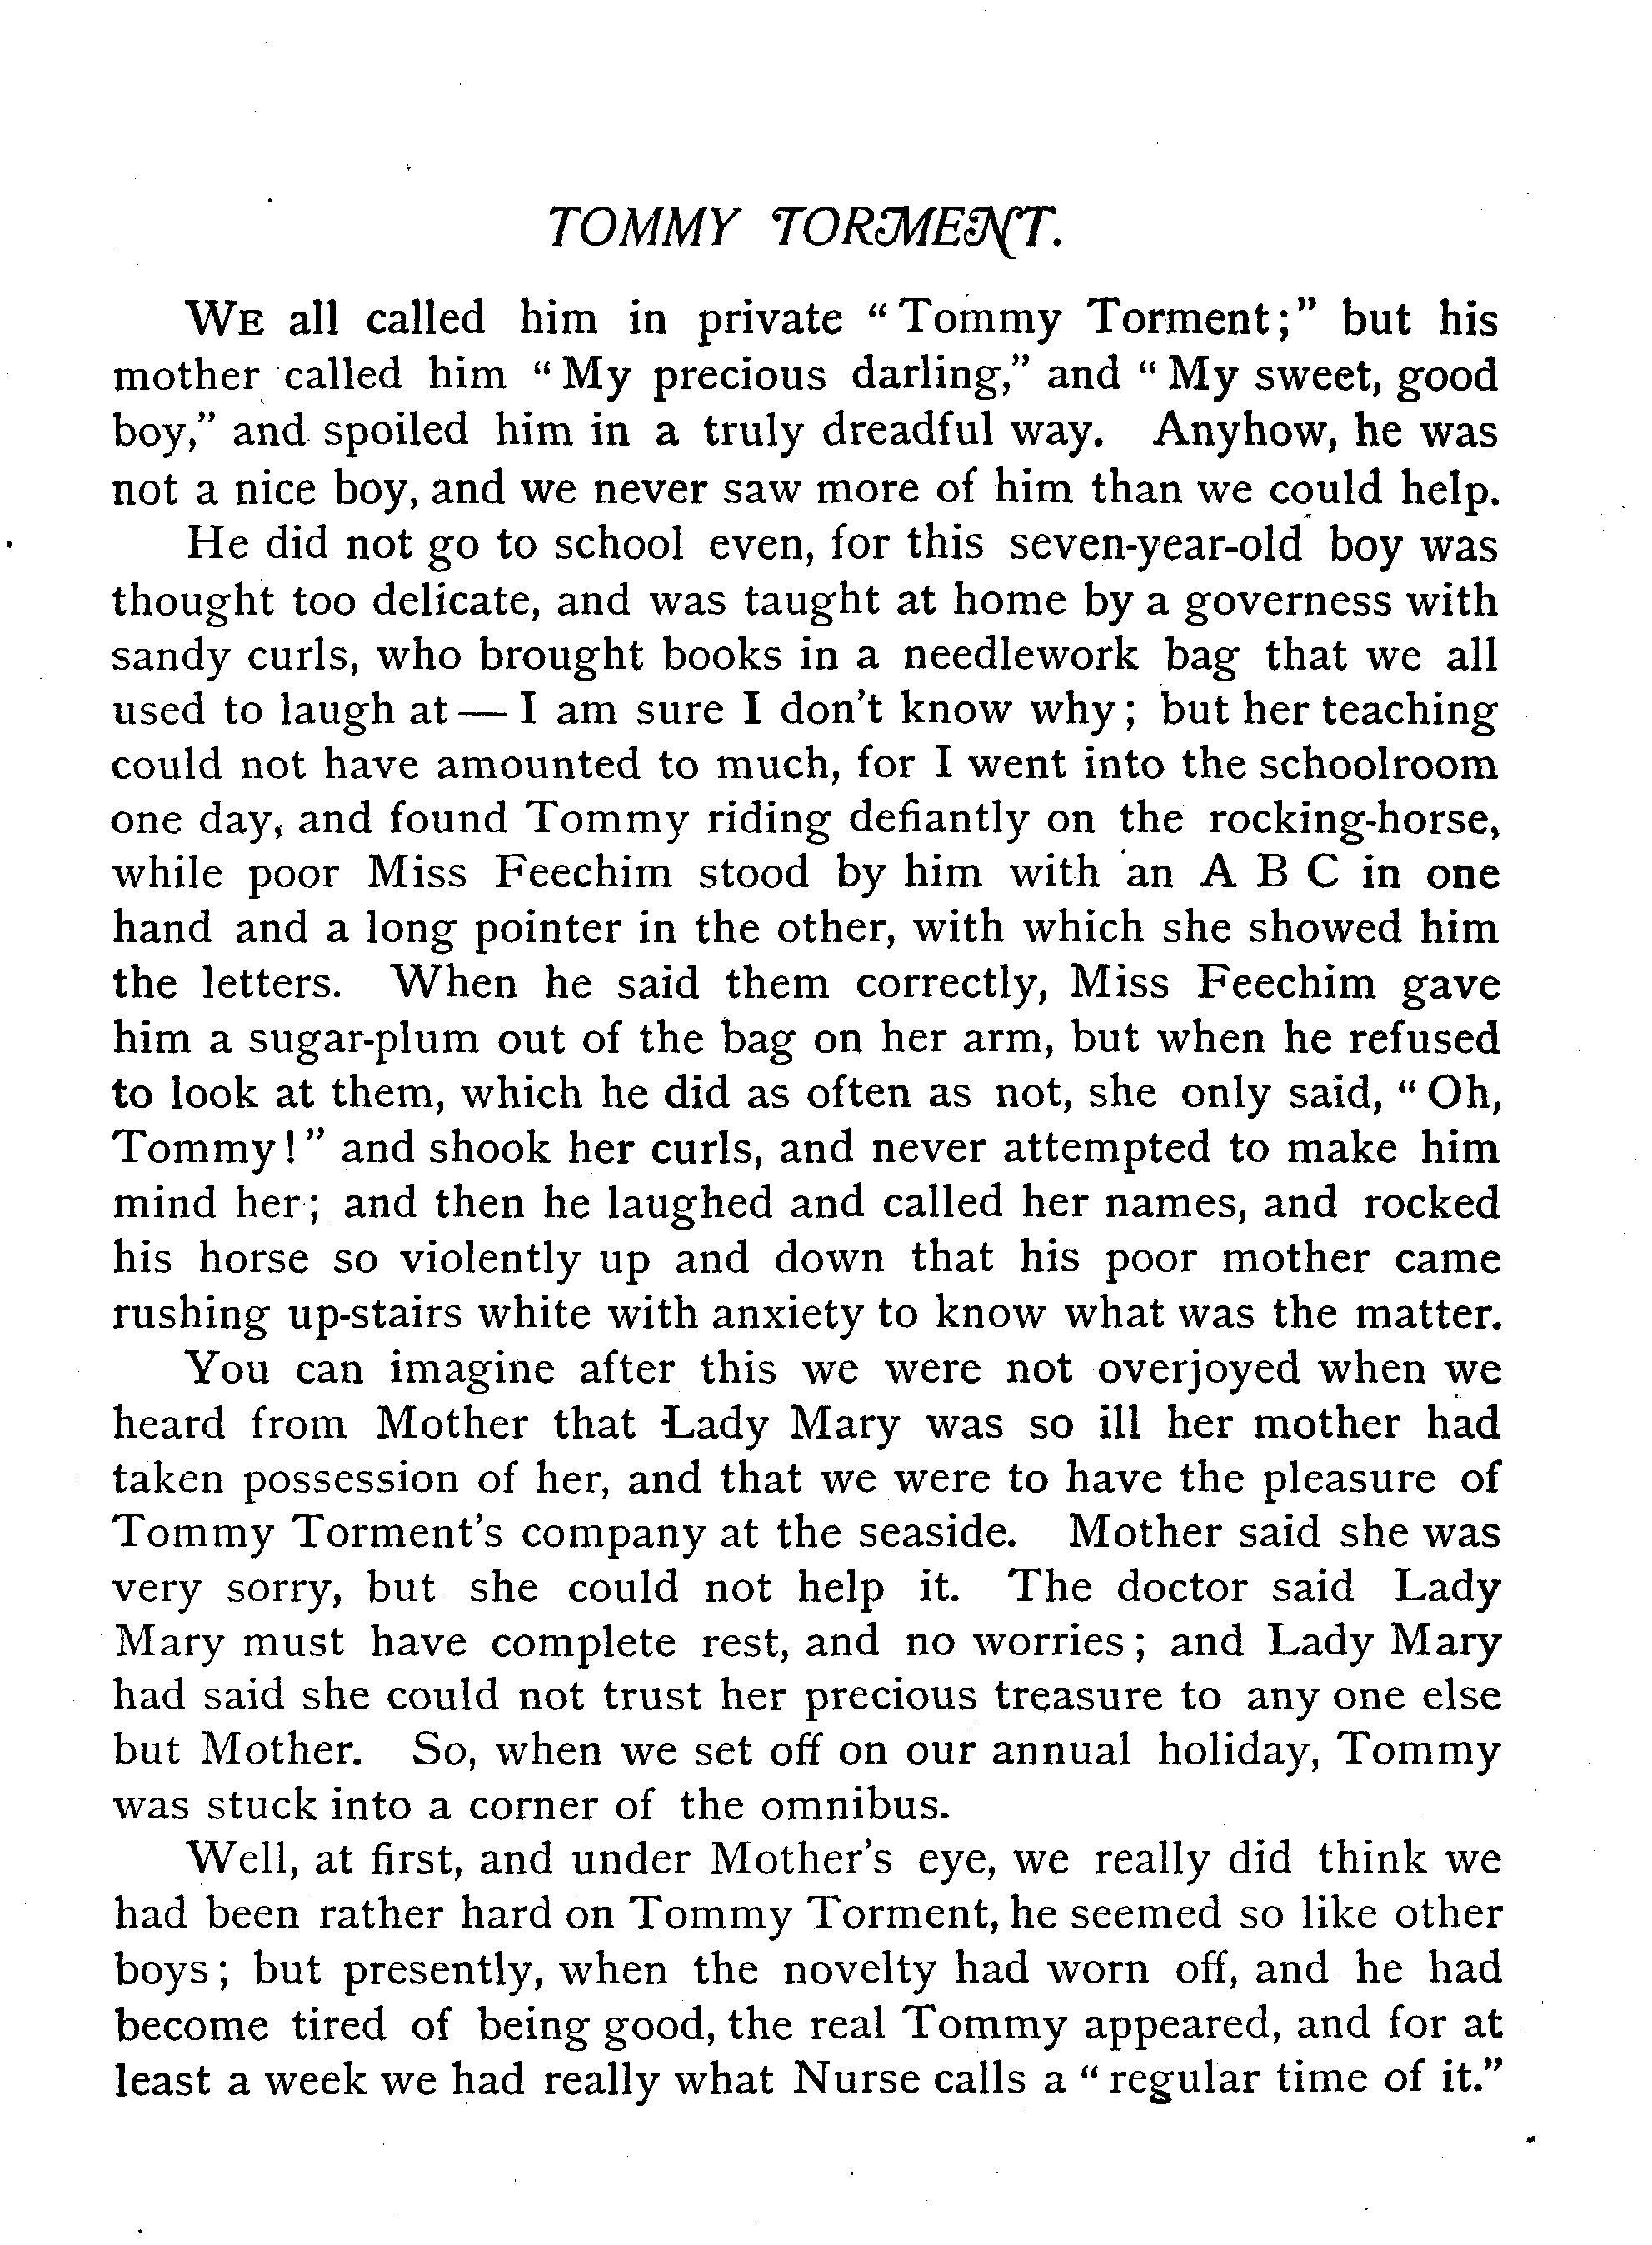 TOMMY TORMENT.
WE all called him in private “Tommy Torment;” but his
mother called him “My precious darling,” and “My sweet, good
boy,” and spoiled him in a truly dreadful way. Anyhow, he was
not a nice boy, and we never saw more of him than we could help.
He did not go to school even, for this seven-year-old boy was
thought too delicate, and was taught at home by a governess with
sandy curls, who brought books in a needlework bag that we all
used to laugh at — I am sure I don't know why; but her teaching
could not have amounted to much, for I went into the schoolroom
one day, and found Tommy riding defiantly on the rocking-horse,
while poor Miss Feechim stood by him with an A B C in one
hand and a long pointer in the other, with which she showed him
the letters. When he said them correctly, Miss Feechim gave
him a sugar-plum out of the bag on her arm, but when he refused
to look at them, which he did as often as not, she only said, “Oh,
Tommy!” and shook her curls, and never attempted to make him
mind her; and then he laughed and called her names, and rocked
his horse so violently up and down that his poor mother came
rushing up-stairs white with anxiety to know what was the matter.
You can imagine after this we were not overjoyed when we
heard from Mother that Lady Mary was so ill her mother had
taken possession of her, and that we were to have the pleasure of
Tommy Torment's company at the seaside. Mother said she was
very sorry, but she could not help it. The doctor said Lady
Mary must have complete rest, and no worries; and Lady Mary
had said she could not trust her precious treasure to any one else
but Mother. So, when we set off on our annual holiday, Tommy
was stuck into a corner of the omnibus.
Well, at first, and under Mother's eye, we really did think we
had been rather hard on Tommy Torment, he seemed so like other
boys; but presently, when the novelty had worn off, and he had
become tired of being good, the real Tommy appeared, and for at
least a week we had really what Nurse calls a “regular time of it.”